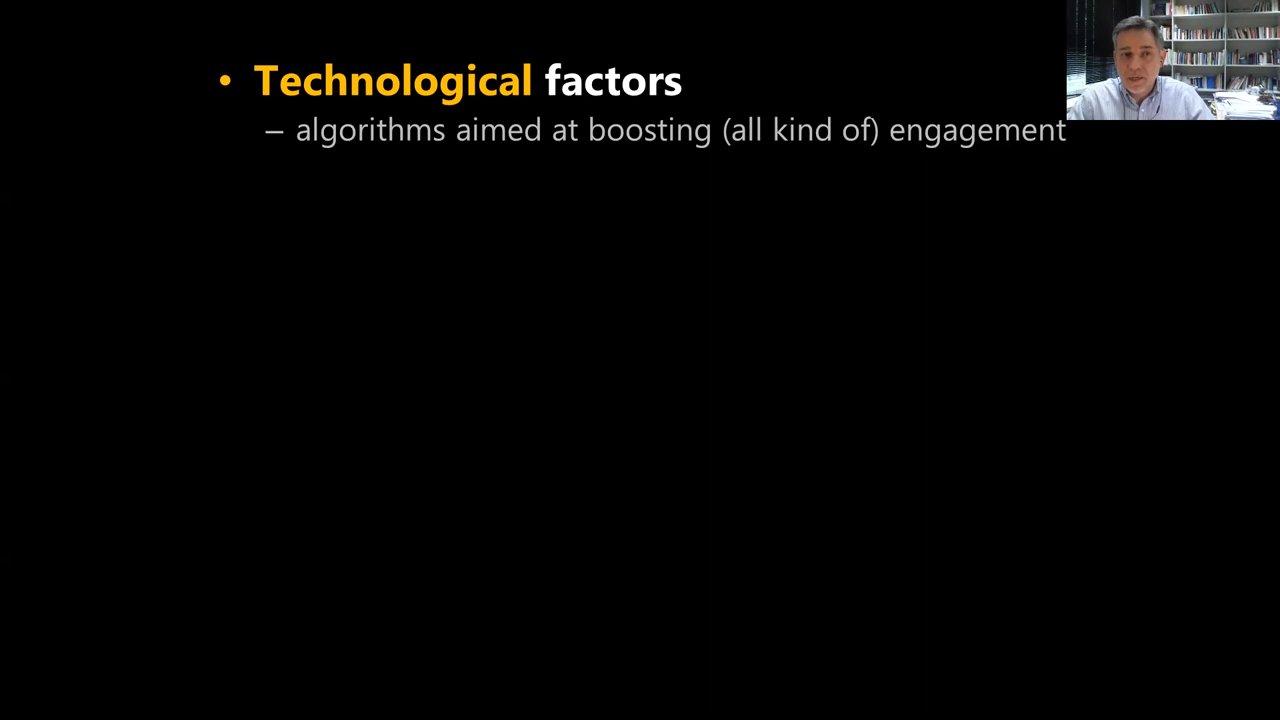 • Technological factors
– algorithms aimed at boosting (all kind of) engagement